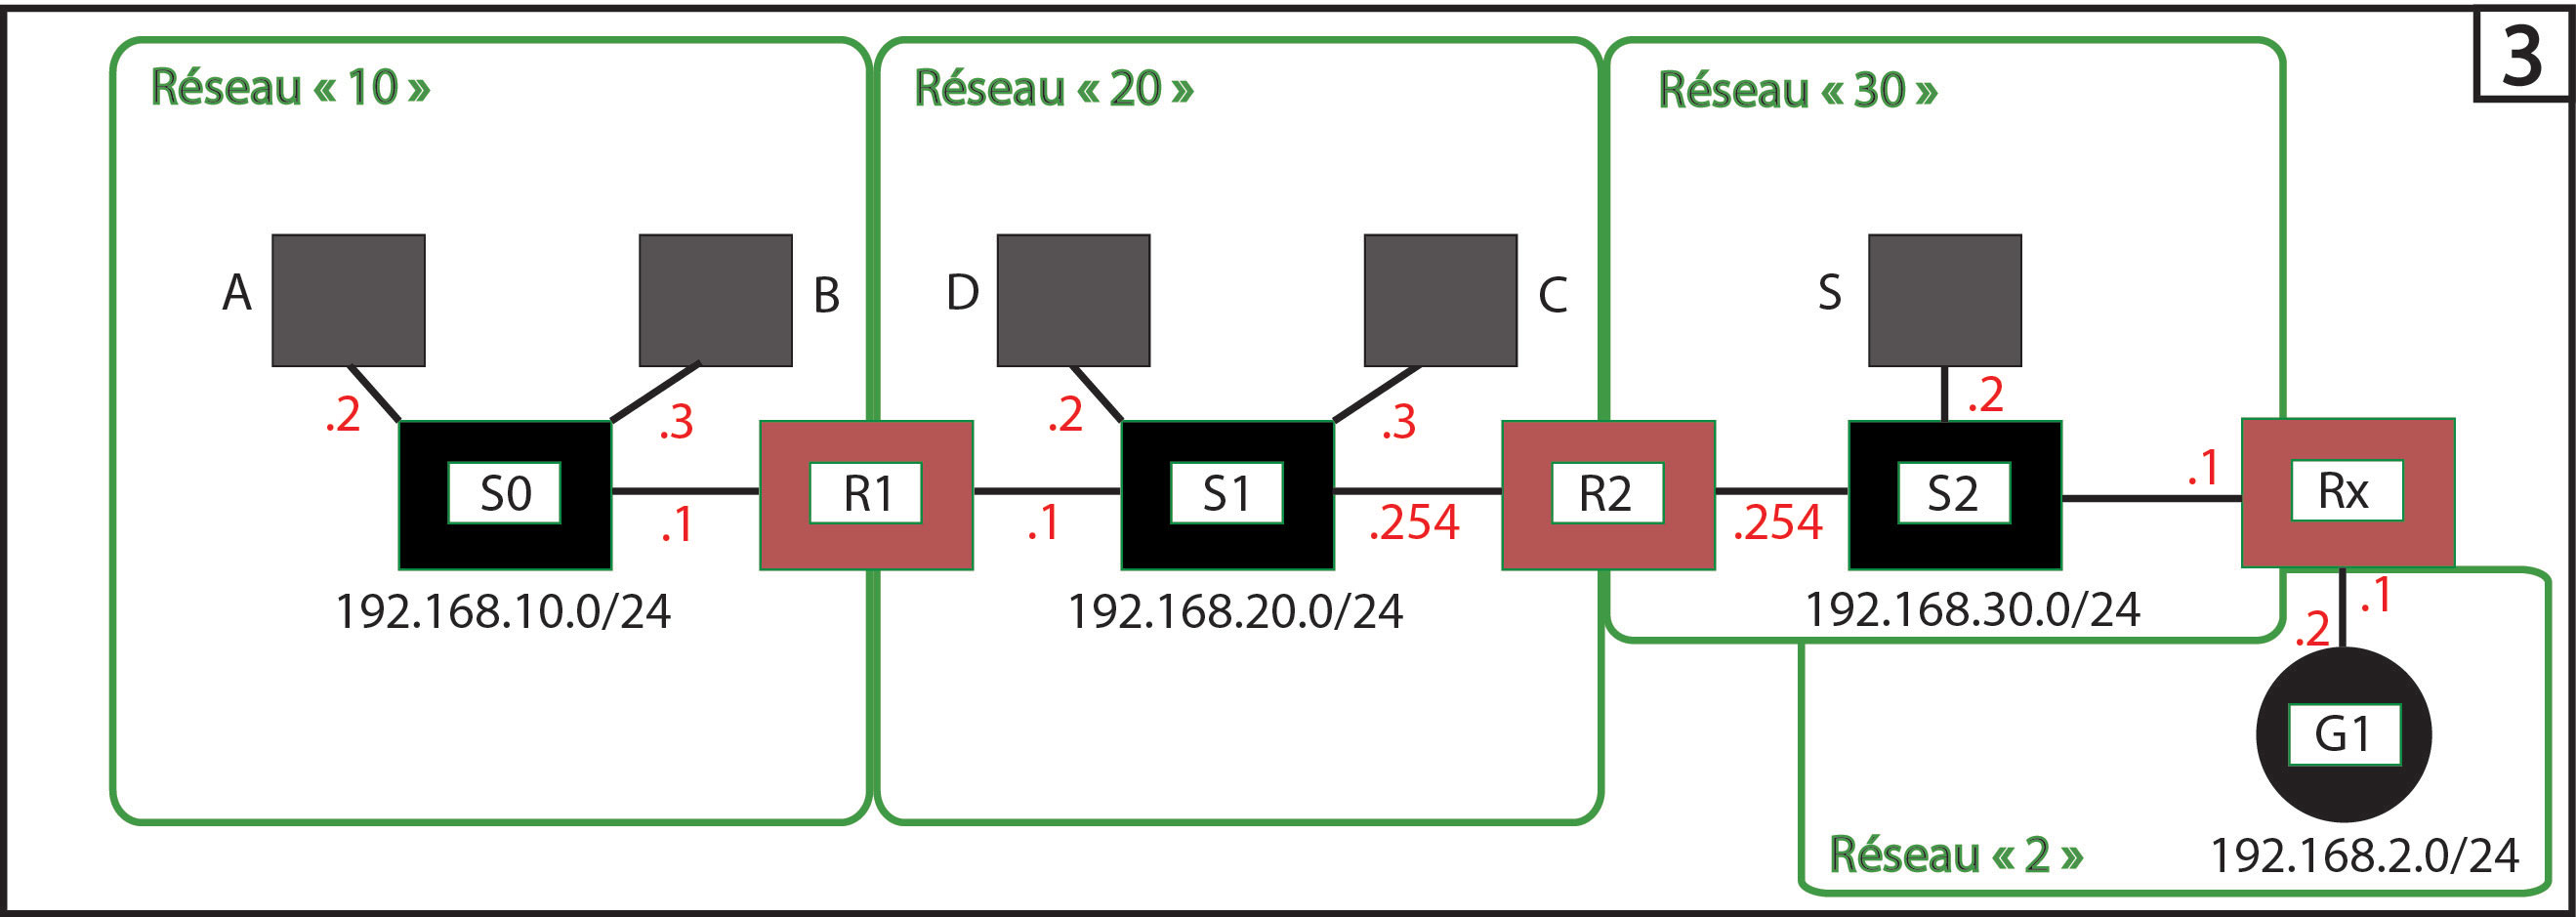 3
Réseau « 10 »
Réseau « 20 »
Réseau « 30 »
A
B
D
C
S
.2
.3
.2
.3
.2
S0
R1
S1
R2
S2
Rx
.1
.1
.254
.254
.1
192.168.10.0/24
192.168.20.0/24
192.168.30.0/24
.1
.2
G1
Réseau « 2 »
192.168.2.0/24